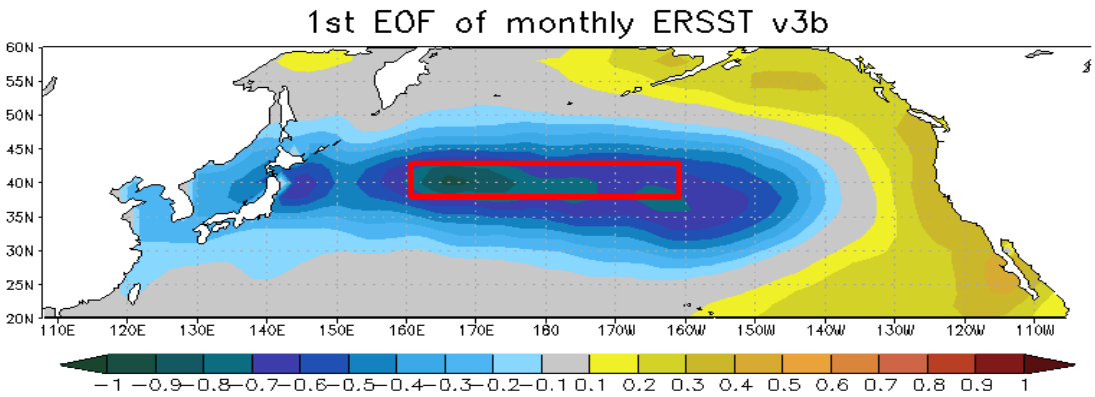 1st EOF of monthly ERSST v3b
60N
55N
50N
45N
40N
35N
30N
25N
20N
110E 120E 130E 140E 150E 160E 170E 180 170W 160W 150W 140W 130W 120W 110W
-1 -0.9 -0.8 -0.7 -0.6 -0.5 -0.4 -0.3 -0.2 -0.1 0.1 0.2 0.3 0.4 0.5 0.6 0.7 0.8 0.9 1